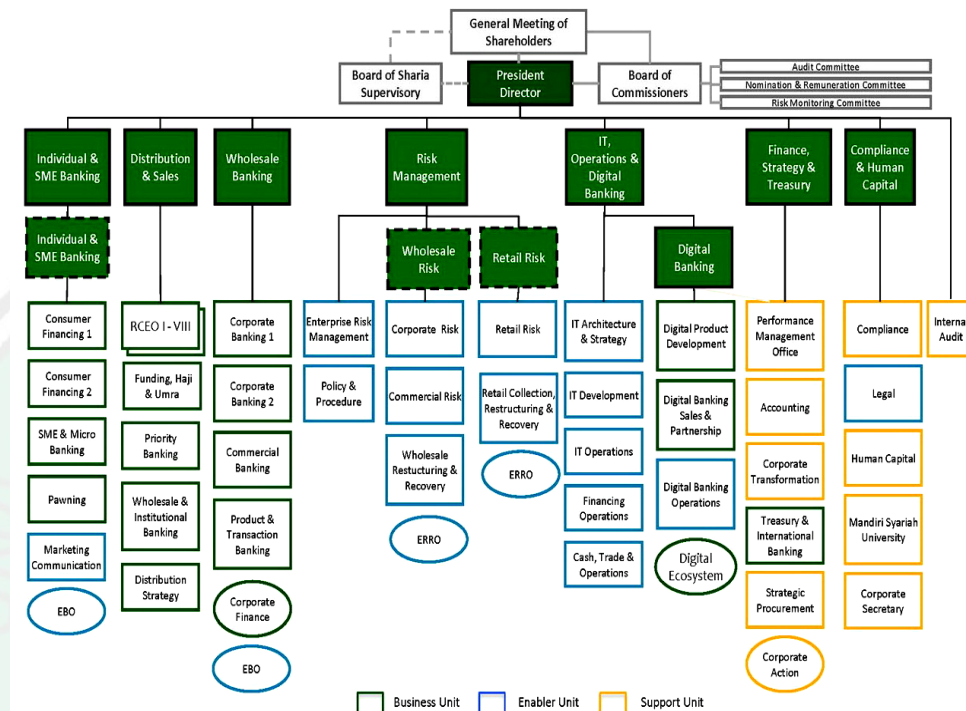 General Meeting of
Shareholders
Board of Sharia
Supervisory
President
Director
Board of
Commissioners
Audit Committee
Nomination & Remuneration Committee
Risk Monitoring Committee
Individual &
SME Banking
Distribution
& Sales
Wholesale
Banking
Risk
Management
IT,
Operations &
Digital
Banking
Finance,
Strategy &
Treasury
Compliance
& Human
Capital
Individual &
SME Banking
Wholesale
Risk
Retail Risk
Digital
Banking
Consumer
Financing 1
Consumer
Financing 2
SME & Micro
Banking
Pawning
Marketing
Communication
EBO
RCEO I - VIII
Funding, Haji
& Umra
Priority
Banking
Wholesale &
Institutional
Banking
Distribution
Strategy
Corporate
Banking 1
Corporate
Banking 2
Commercial
Banking
Product &
Transaction
Banking
Corporate
Finance
EBO
Enterprise Risk
Management
Policy &
Procedure
Corporate Risk
Commercial Risk
Wholesale
Restucturing &
Recovery
ERRO
Retail Risk
Retail Collection,
Restructuring &
Recovery
ERRO
IT Architecture
& Strategy
IT Development
IT Operations
Financing
Operations
Cash, Trade &
Operations
Digital Product
Development
Digital Banking
Sales &
Partnership
Digital Banking
Operations
Digital
Ecosystem
Performance
Management
Office
Accounting
Corporate
Transformation
Treasury &
International
Banking
Strategic
Procurement
Corporate
Action
Compliance
Legal
Human Capital
Mandiri Syariah
University
Corporate
Secretary
Interna
Audit
Business Unit
Enabler Unit
Support Unit